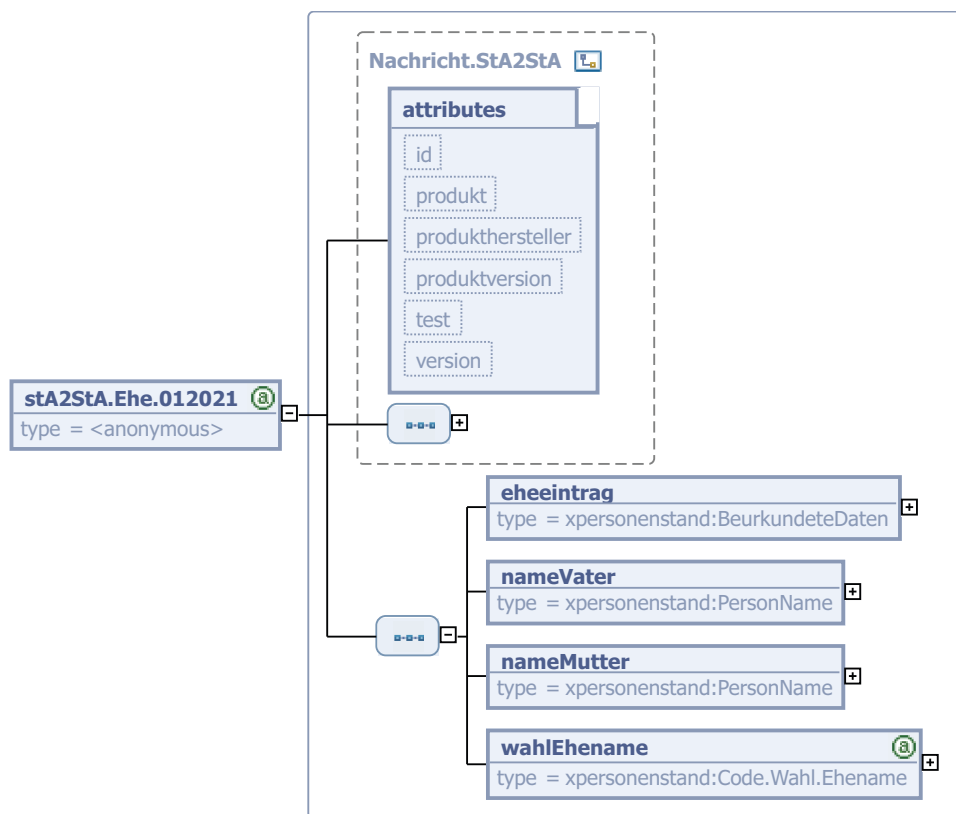 Nachricht.StA2StA
attributes
id
produkt
produkthersteller
produktversion
test
version
stA2StA.Ehe.012021 @
type = <anonymous>
eheeintrag
type = xpersonenstand:BeurkundeteDaten
nameVater
type = xpersonenstand:PersonName
nameMutter
type = xpersonenstand:PersonName
wahlEhename @
type = xpersonenstand:Code.Wahl.Ehename